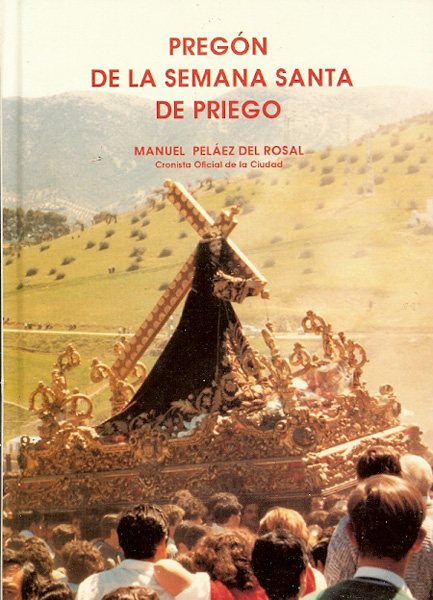 PREGÓN
DE LA SEMANA SANTA
DE PRIEGO
MANUEL PELÁEZ DEL ROSAL
Cronista Oficial de la Ciudad